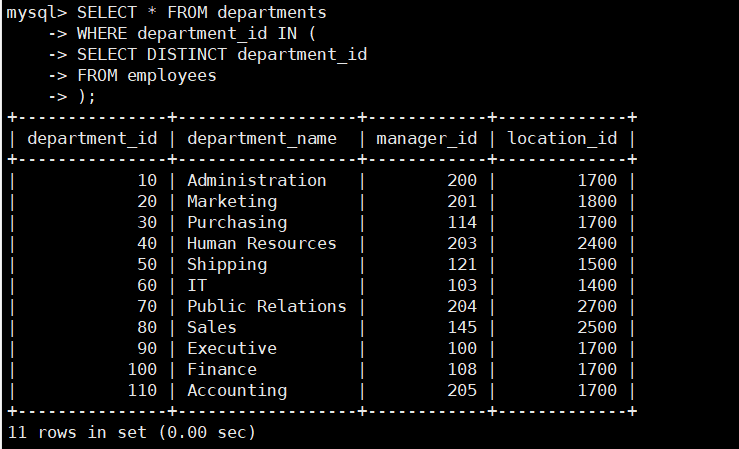 mysql> SELECT * FROM departments
    -> WHERE department_id IN (
    -> SELECT DISTINCT department_id
    -> FROM employees
    -> );
+---------------+------------------+------------+-------------+
| department_id | department_name  | manager_id | location_id |
+---------------+------------------+------------+-------------+
|            10 | Administration   |        200 |        1700 |
|            20 | Marketing        |        201 |        1800 |
|            30 | Purchasing       |        114 |        1700 |
|            40 | Human Resources  |        203 |        2400 |
|            50 | Shipping         |        121 |        1500 |
|            60 | IT               |        103 |        1400 |
|            70 | Public Relations |        204 |        2700 |
|            80 | Sales            |        145 |        2500 |
|            90 | Executive        |        100 |        1700 |
|           100 | Finance          |        108 |        1700 |
|           110 | Accounting       |        205 |        1700 |
+---------------+------------------+------------+-------------+
11 rows in set (0.00 sec)